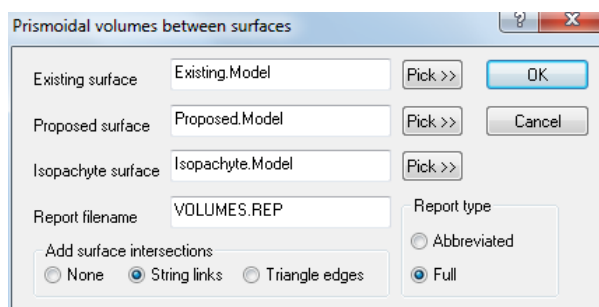 Prismoidal volumes between surfaces ? X
Existing surface Existing.Model Pick >> OK
Proposed surface Proposed.Model Pick >> Cancel
Isopachyte surface Isopachyte.Model Pick >>
Report filename VOLUMES.REP
Report type
Abbreviated
Full
Add surface intersections
None String links Triangle edges